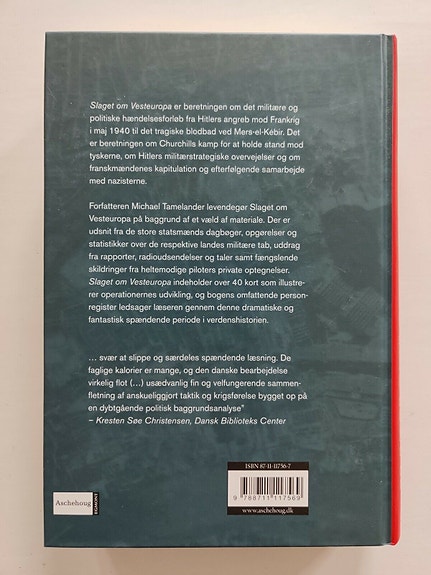 Slaget om Vesteuropa er beretningen om det militære og
politiske hændelsesforløb fra Hitlers angreb mod Frankrig
i maj 1940 til det tragiske blodbad ved Mers-el-Kébir. Det
er beretningen om Churchills kamp for at holde stand mod
tyskerne, om Hitlers militærstrategiske overvejelser og om
franskmændenes kapitulation og efterfølgende samarbejde
med nazisterne.
Forfatteren Michael Tamelander levendegør Slaget om
Vesteuropa på baggrund af et væld af materiale. Der er
udsnit fra de store statsmænds dagbøger, opgørelser og
statistikker over de respektive landes militære tab, uddrag
fra rapporter, radioudsendelser og taler samt fængslende
skildringer fra heltemodige piloters private optegnelser.
Slaget om Vesteuropa indeholder over 40 kort som illustre-
rer operationernes udvikling, og bogens omfattende person-
register ledsager læseren gennem denne dramatiske og
fantastisk spændende periode i verdenshistorien.
... svær at slippe og særdeles spændende læsning. De
faglige kalorier er mange, og den danske bearbejdelse
virkelig flot (...) usædvanlig fin og velfungerende sammen-
fletning af anskueliggjort taktik og krigsførelse bygget op på
en dybtgående politisk baggrundsanalyse"
– Kresten Søe Christensen, Dansk Biblioteks Center
ISBN 87-11-11756-7
9 788711 117569
www.aschehoug.dk
Aschehoug
EGMONT